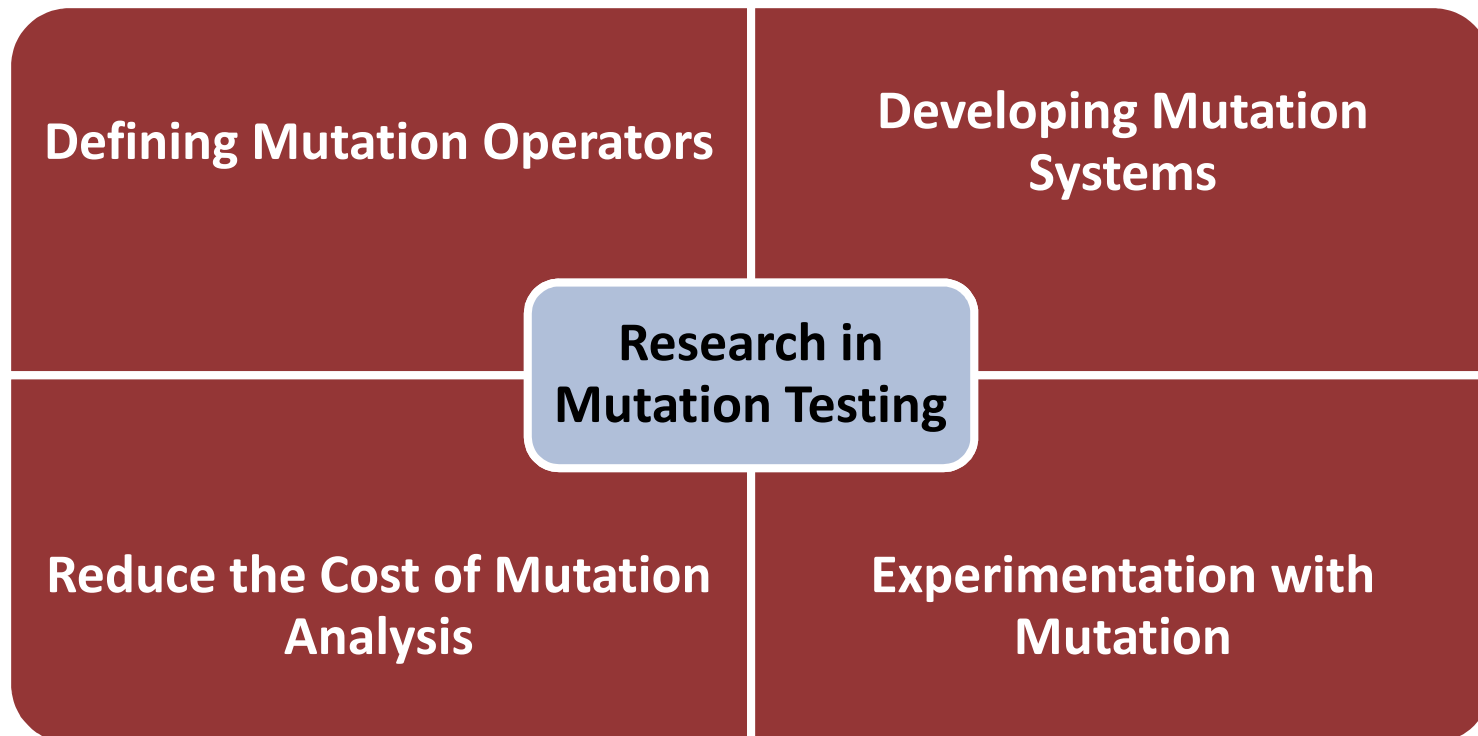 Defining Mutation Operators
Developing Mutation
Systems
Research in
Mutation Testing
Reduce the Cost of Mutation
Analysis
Experimentation with
Mutation